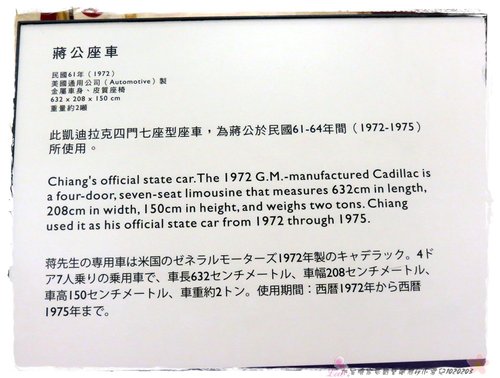 蔣公座車
民國61年（1972）
美國通用公司（Automotive）製
金屬車身、皮質座椅
632 x 208 x 150 cm
重量約2噸
此凱迪拉克四門七座型座車，為蔣公於民國61-64年間（1972-1975）
所使用。
Chiang's official state car.The 1972 G.M.-manufactured Cadillac is
a four-door, seven-seat limousine that measures 632cm in length,
208cm in width, 150cm in height, and weighs two tons. Chiang
used it as his official state car from 1972 through 1975.
蒋先生の専用車は米国のゼネラルモーターズ1972年製のキャデラック。4ド
ア7人乗りの乗用車で、車長632センチメートル、車幅208センチメートル、
車高150センチメートル、車重約2トン。使用期間：西暦1972年から西暦
1975年まで。